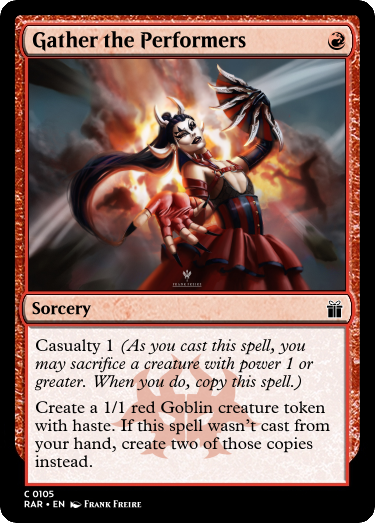 Gather the Performers
FRANK FREIRE
Sorcery
Casualty 1 (As you cast this spell, you
may sacrifice a creature with power 1 or
greater. When you do, copy this spell.)
Create a 1/1 red Goblin creature token
with haste. If this spell wasn't cast from
your hand, create two of those copies
instead.
C 0105
RAR • EN Frank Freire